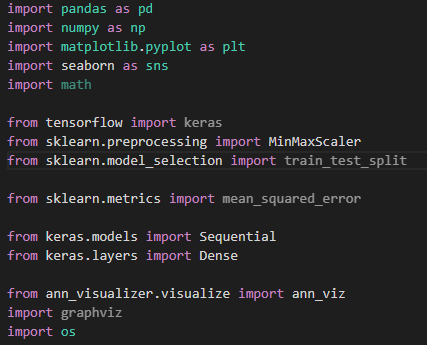 import pandas as pd
import numpy as np
import matplotlib.pyplot as plt
import seaborn as sns
import math
from tensorflow import keras
from sklearn.preprocessing import MinMaxScaler
from sklearn.model_selection import train_test_split
from sklearn.metrics import mean_squared_error
from keras.models import Sequential
from keras.layers import Dense
from ann_visualizer.visualize import ann_viz
import graphviz
import os